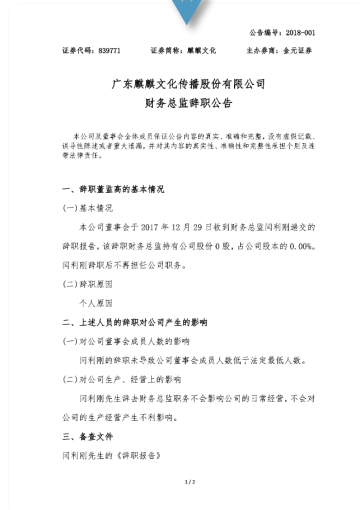 公告编号：2018-001
证券代码：839771 证券简称：麒麟文化 主办券商：金元证券
广东麒麟文化传播股份有限公司
财务总监辞职公告
本公司及董事会全体成员保证公告内容的真实、准确和完整，没有虚假记载、
误导性陈述或者重大遗漏，并对其内容的真实性、准确性和完整性承担个别及连
带法律责任。
一、辞职董监高的基本情况
(一)基本情况
本公司董事会于 2017 年 12 月 29 日收到财务总监闫利刚递交的
辞职报告。该辞职财务总监持有公司股份 0 股，占公司股本的 0.00%。
闫利刚辞职后不再担任公司职务。
(二)辞职原因
个人原因
二、上述人员的辞职对公司产生的影响
(一)对公司董事会成员人数的影响
闫利刚的辞职未导致公司董事会成员人数低于法定最低人数。
(二)对公司生产、经营上的影响
闫利刚先生辞去财务总监职务不会影响公司的日常经营，不会对
公司的生产经营产生不利影响。
三、备查文件
闫利刚先生的《辞职报告》
1 / 2